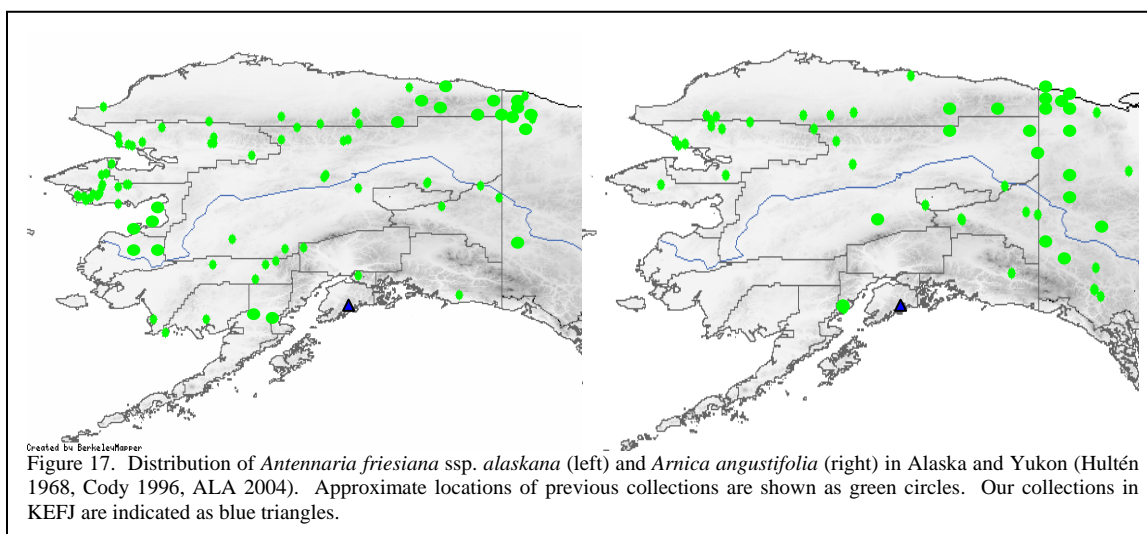 Created by BerkeleyMapper
Figure 17. Distribution of Antennaria friesiana ssp. alaskana (left) and Arnica angustifolia (right) in Alaska and Yukon (Hultén
1968, Cody 1996, ALA 2004). Approximate locations of previous collections are shown as green circles. Our collections in
KEFJ are indicated as blue triangles.